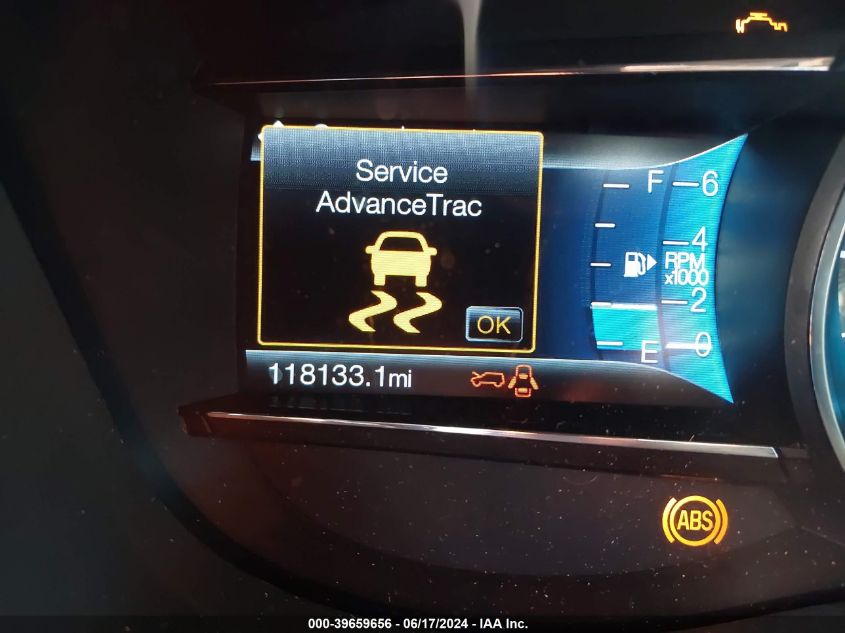 Service
AdvanceTrac
OK
F 6
4
RPM
x1000
2
E 0
118133.1mi
ABS
000-39659656 - 06/17/2024 - IAA Inc.